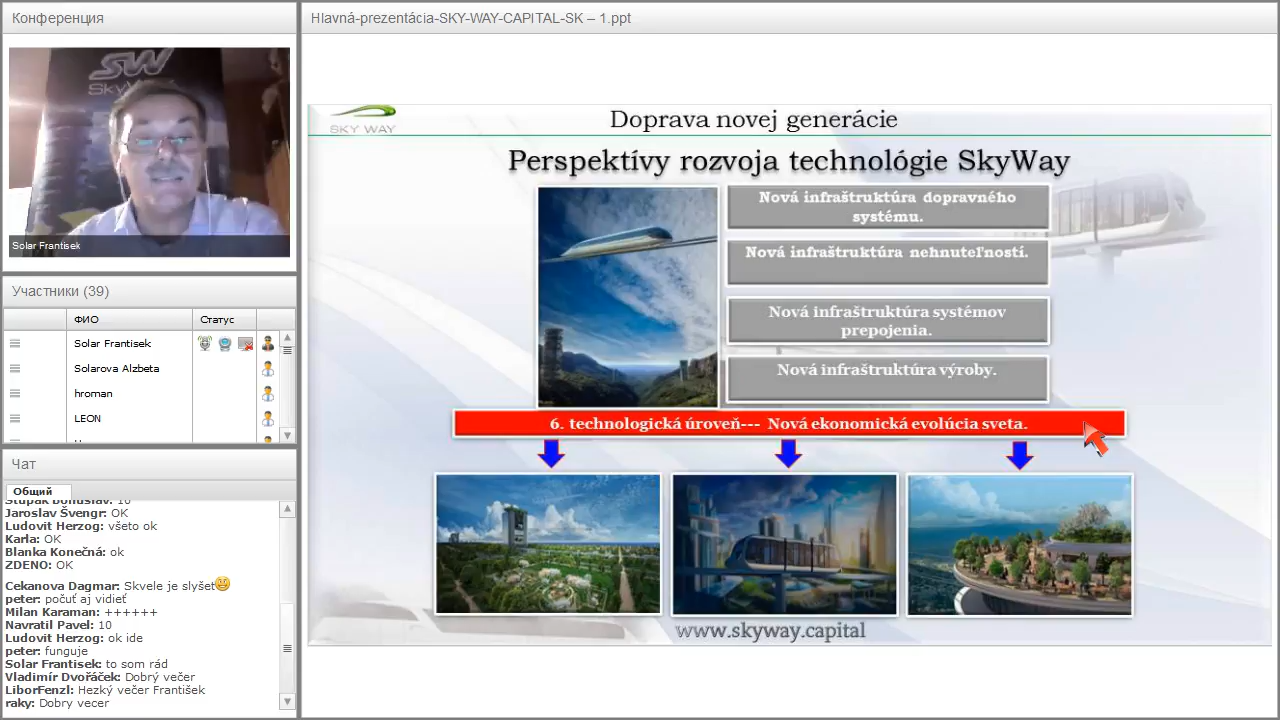 Конференция
SW
SkyWay
Solar Frantisek
Участники (39)
ФИО
Статус
Solar Frantisek
Solarova Alzbeta
hroman
LEON
Чат
Общий
Stupak Bohuslav: 10
Jaroslav Švengr: OK
Ludovit Herzog: všeto ok
Karla: OK
Blanka Konečná: ok
ZDENO: OK
Cekanova Dagmar: Skvele je slyšet
peter: počuť aj vidieť
Milan Karaman: ++++++
Navratil Pavel: 10
Ludovit Herzog: ok ide
peter: funguje
Solar Frantisek: to som rád
Vladimír Dvořáček: Dobrý večer
LiborFenzl: Hezký večer František
raky: Dobry vecer
Hlavná-prezentácia-SKY-WAY-CAPITAL-SK – 1.ppt
SKY WAY
Doprava novej generácie
Perspektívy rozvoja technológie SkyWay
Nová infraštruktúra dopravného
systému.
Nová infraštruktúra nehnuteľností.
Nová infraštruktúra systémov
prepojenia.
Nová infraštruktúra výroby.
6. technologická úroveň--- Nová ekonomická evolúcia sveta.
www.skyway.capital